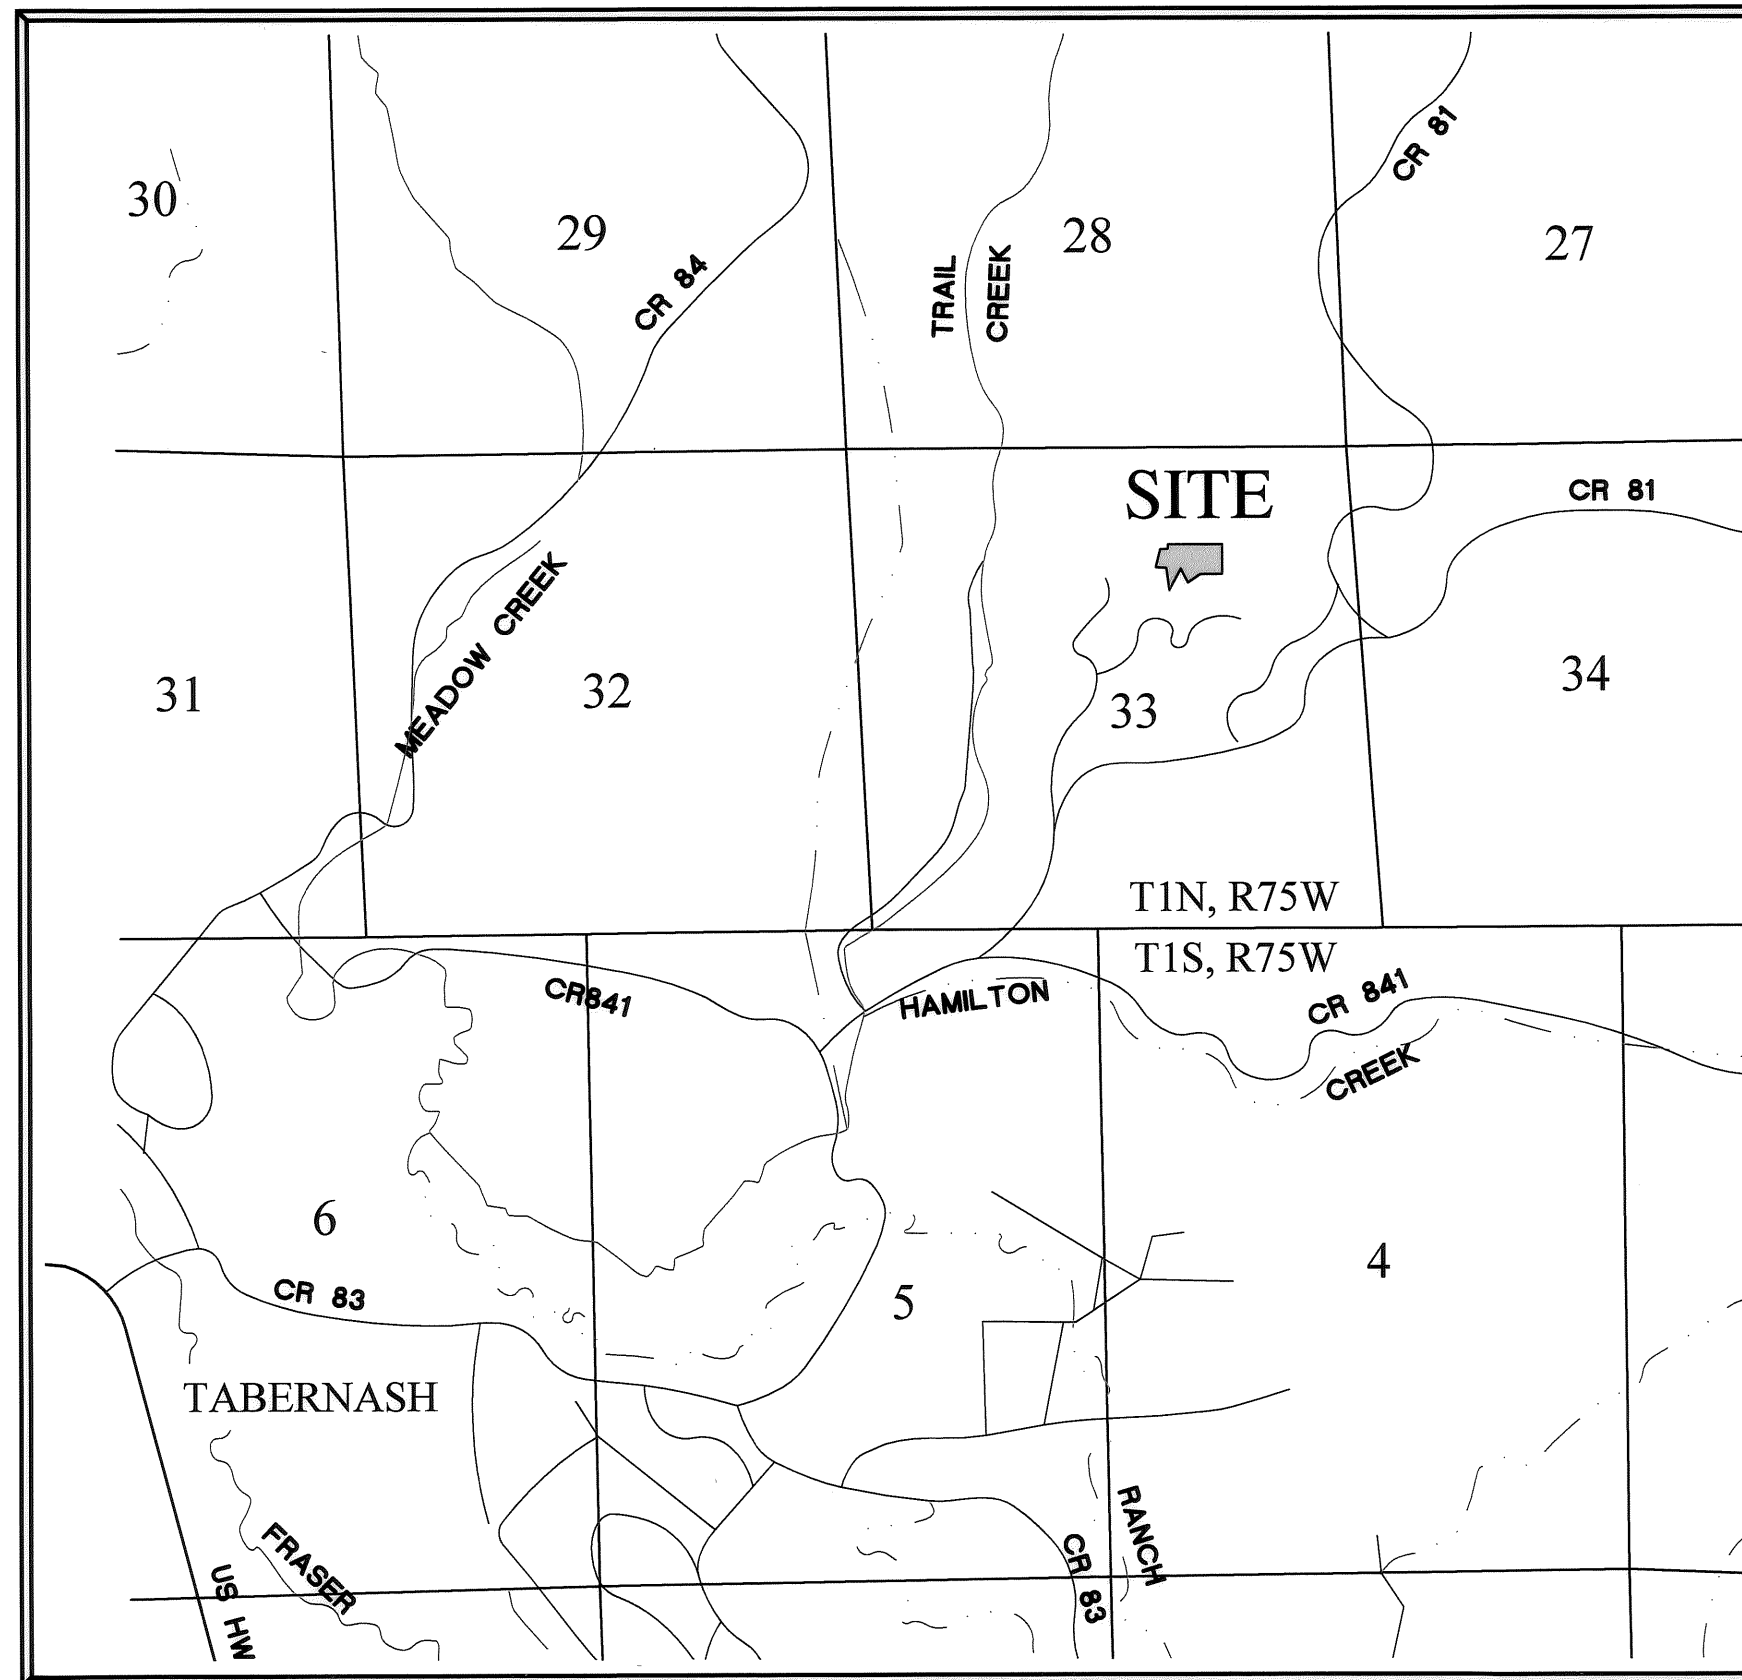 CR 81
30
29
28
27
CR 84
TRAIL
CREEK
SITE
CR 81
MEADOW CREEK
31
32
33
34
T1N, R75W
T1S, R75W
CR841
HAMILTON
CR 841
CREEK
6
5
4
CR 83
TABERNASH
FRASER
US HW
CR 83
RANCH